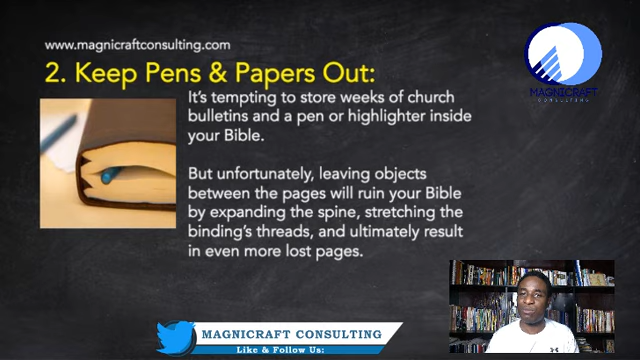 www.magnicraftconsulting.com
2. Keep Pens & Papers Out:
It's tempting to store weeks of church
bulletins and a pen or highlighter inside
your Bible.
But unfortunately, leaving objects
between the pages will ruin your Bible
by expanding the spine, stretching the
binding's threads, and ultimately result
in even more lost pages.
MAGNICRAFT
CONSULTING
MAGNICRAFT CONSULTING
Like & Follow Us: